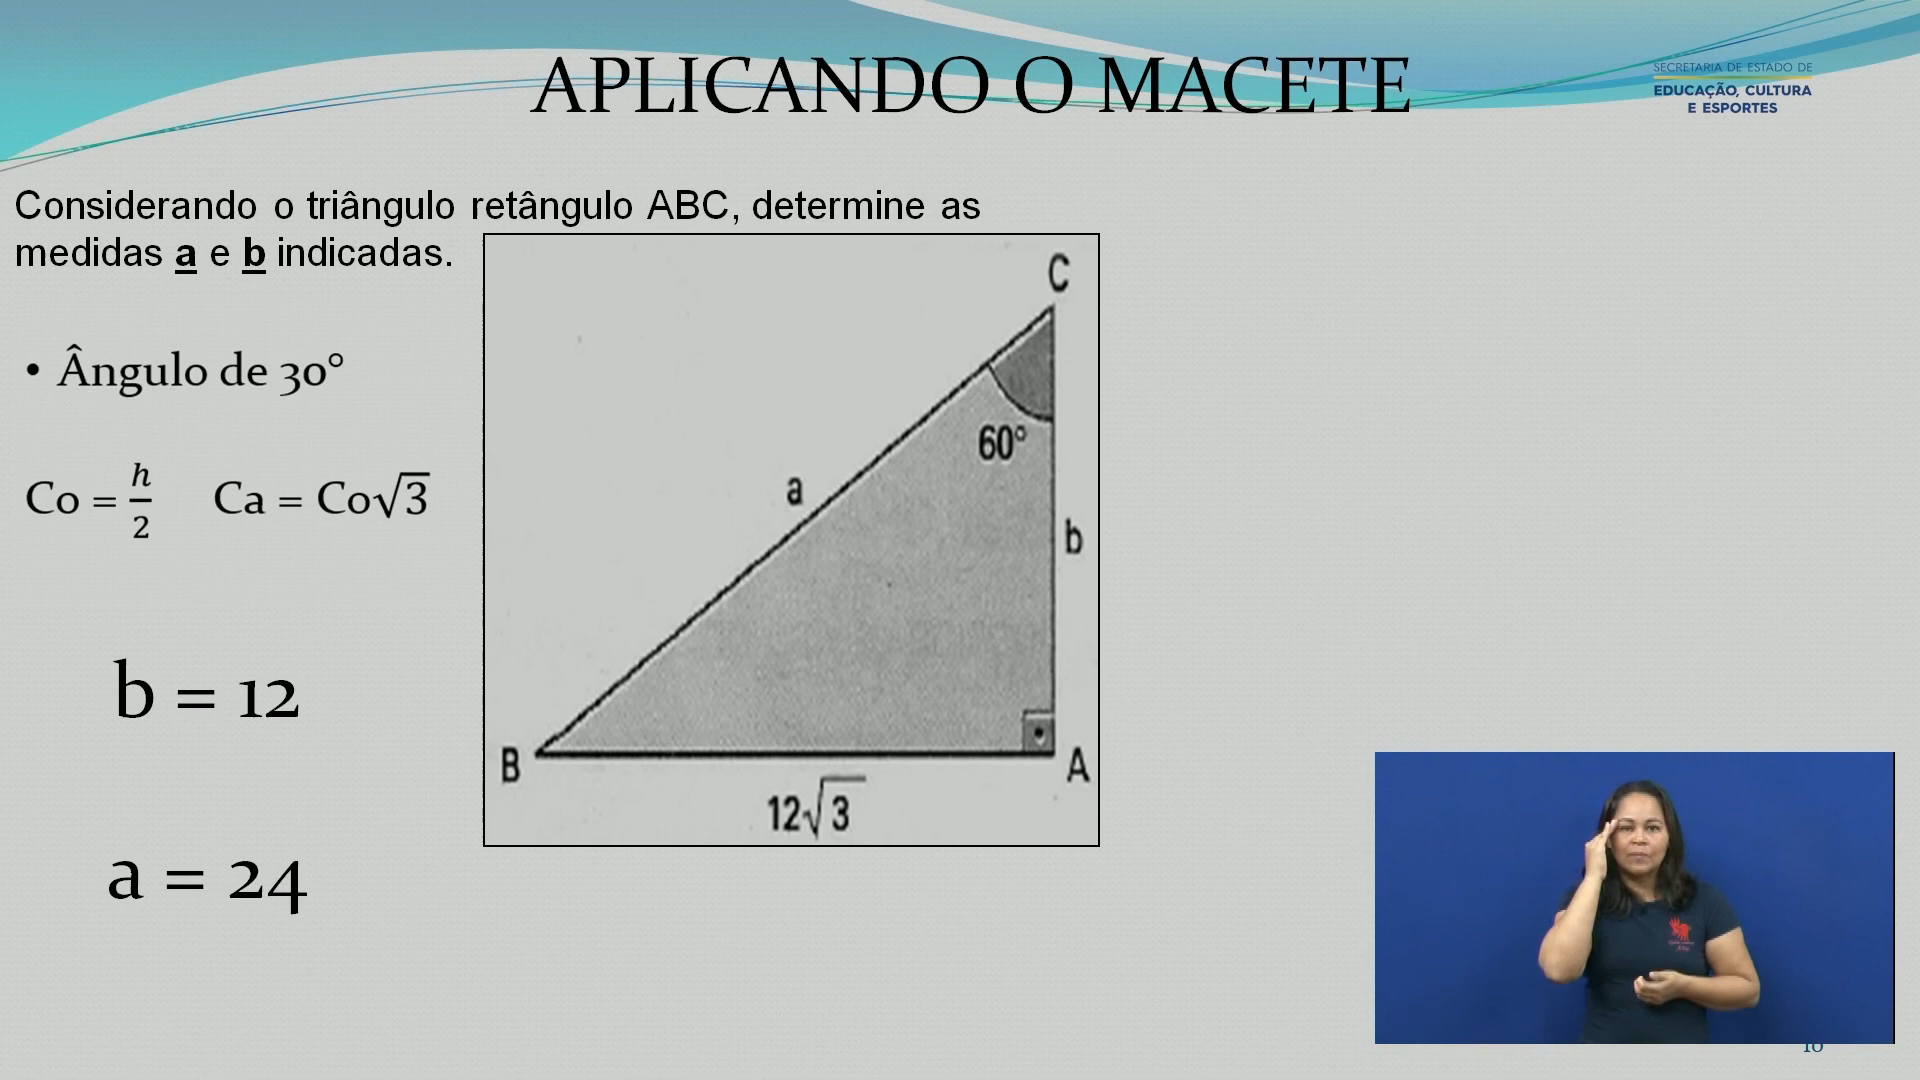 APLICANDO O MACETE
SECRETARIA DE ESTADO DE
EDUCAÇÃO, CULTURA
E ESPORTES
Considerando o triângulo retângulo ABC, determine as
medidas a e b indicadas.
• Ângulo de 30°
Co = h/2 Ca = Co√3
b = 12
a = 24
C
60°
a
b
B
A
12√3